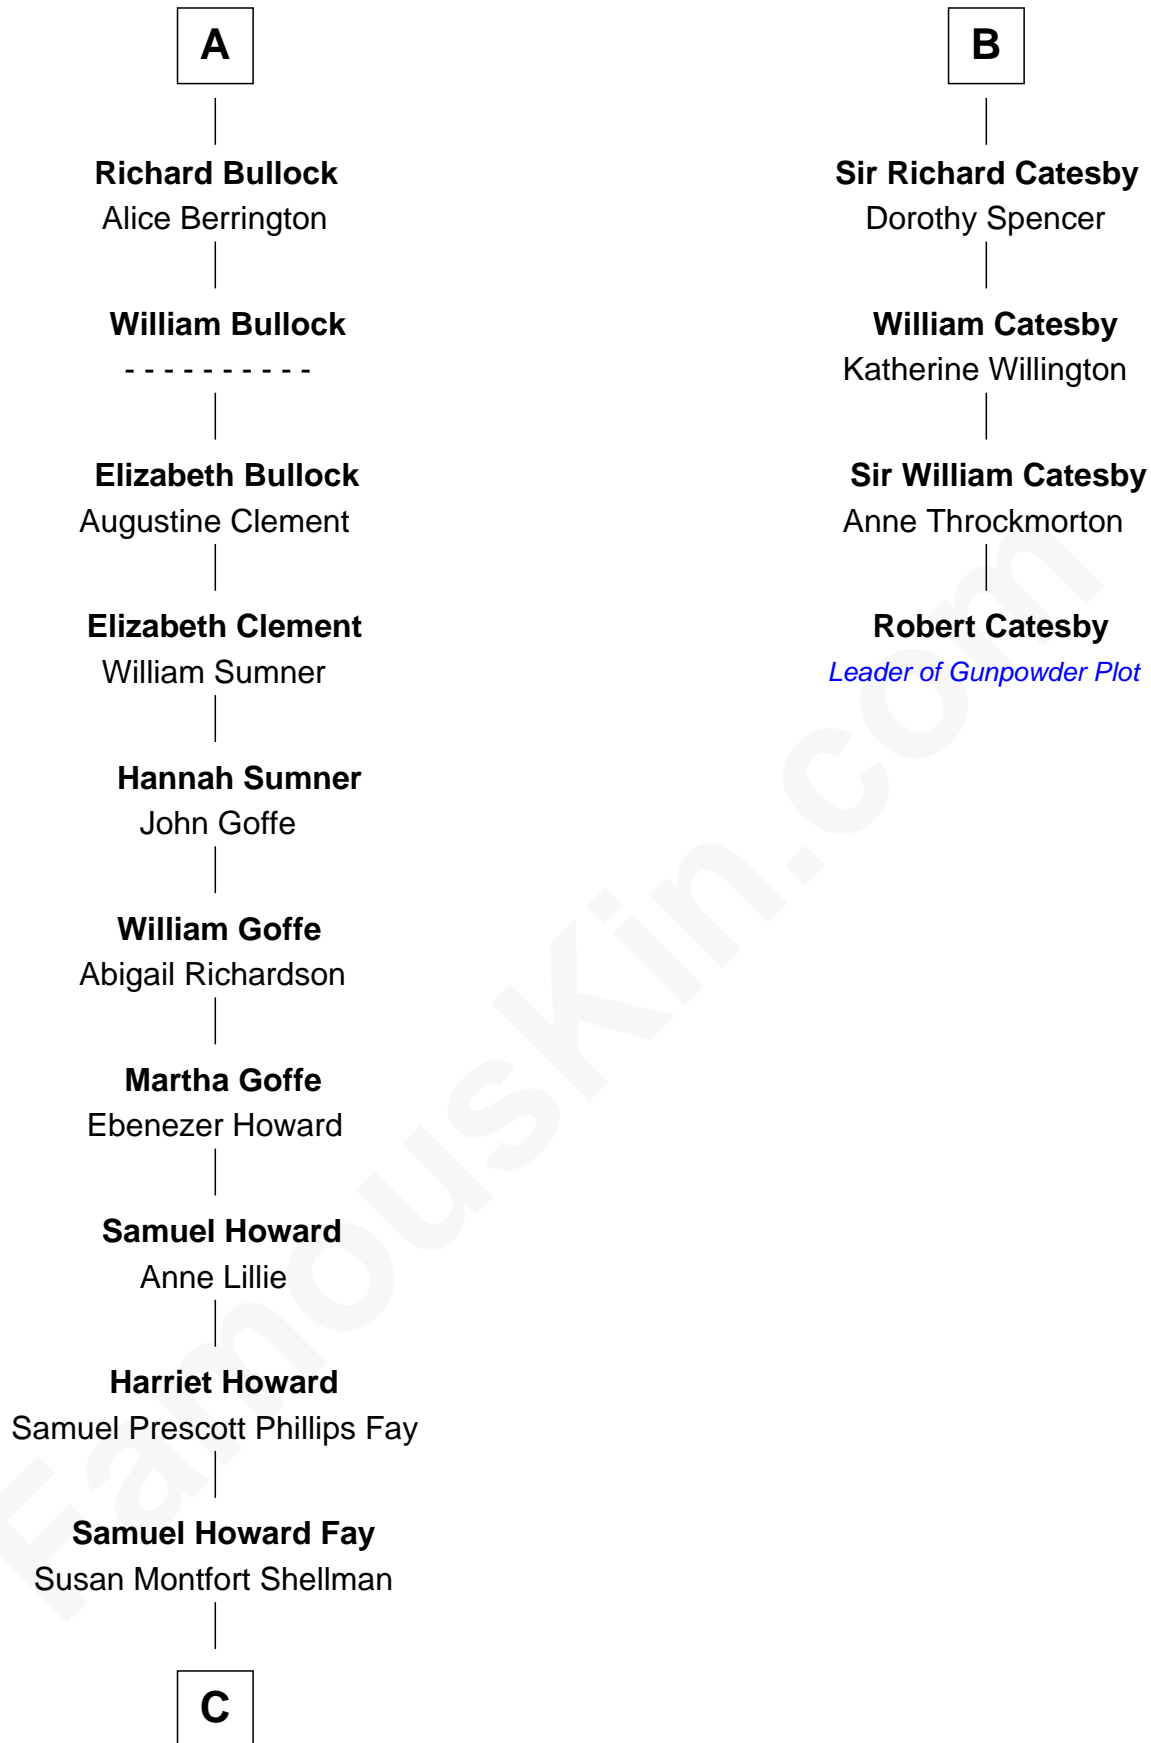 A
Richard Bullock
Alice Berrington
William Bullock
- - - - - - - - - -
Elizabeth Bullock
Augustine Clement
Elizabeth Clement
William Sumner
Hannah Sumner
John Goffe
William Goffe
Abigail Richardson
Martha Goffe
Ebenezer Howard
Samuel Howard
Anne Lillie
Harriet Howard
Samuel Prescott Phillips Fay
Samuel Howard Fay
Susan Montfort Shellman
C
B
Sir Richard Catesby
Dorothy Spencer
William Catesby
Katherine Willington
Sir William Catesby
Anne Throckmorton
Robert Catesby
Leader of Gunpowder Plot
FamousKin.com